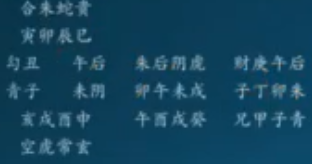 合朱蛇贵
寅卯辰巳
勾丑 午后 朱后阴虎 财庚午后
青子 未阴 卯午未戌 子丁卯朱
亥戌酉申 午酉戌癸 兄甲子青
空虎常玄